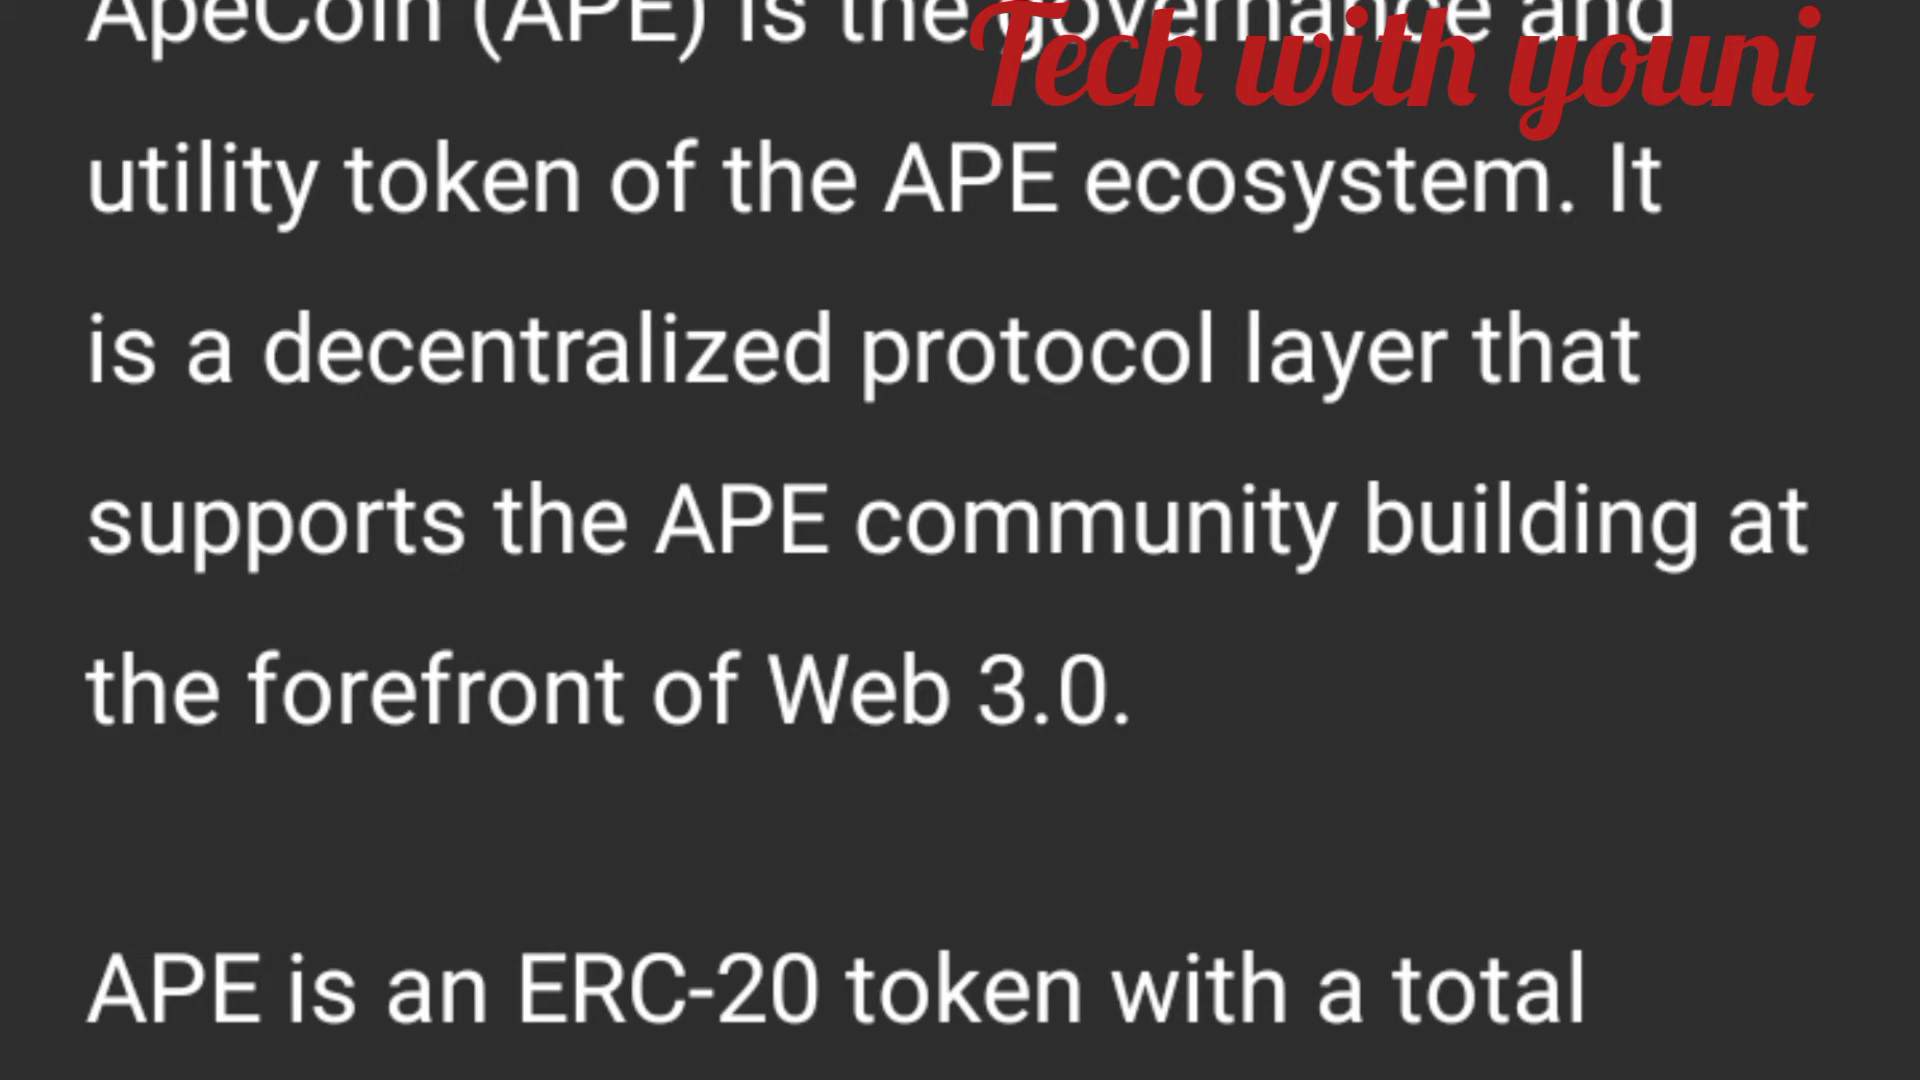 ApeCoin (APE) is the governance and
Tech with youni
utility token of the APE ecosystem. It
is a decentralized protocol layer that
supports the APE community building at
the forefront of Web 3.0.
APE is an ERC-20 token with a total